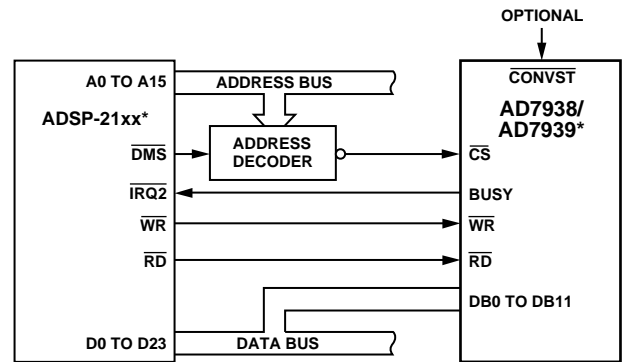 OPTIONAL
A0 TO A15
ADDRESS BUS
CONVST
ADSP-21xx*
AD7938/
AD7939*
ADDRESS
DECODER
DMS
CS
IRQ2
BUSY
WR
WR
RD
RD
DB0 TO DB11
D0 TO D23
DATA BUS